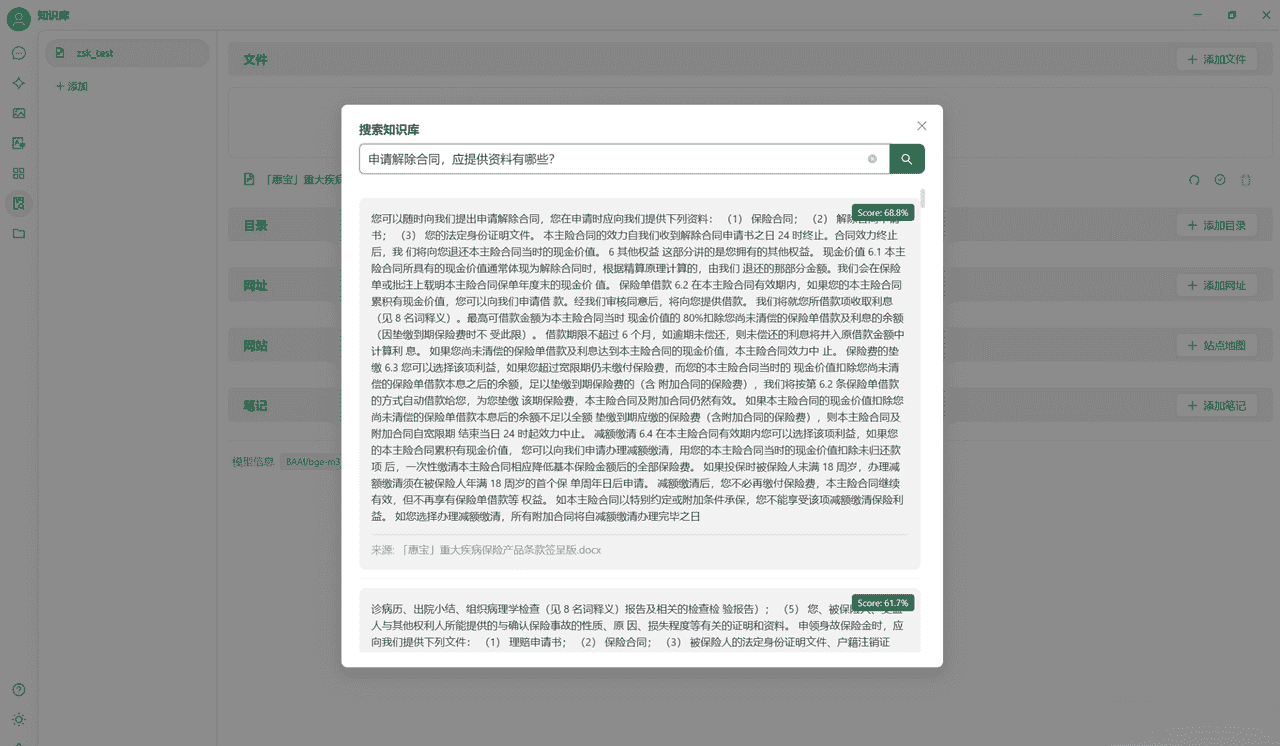 知识库
zsk_test
+ 添加
文件
+ 添加文件
「惠宝」重大疾病
目录
+ 添加目录
网址
+ 添加网址
网站
+ 站点地图
笔记
+ 添加笔记
模型信息 BAAI/bge-m3
搜索知识库
申请解除合同，应提供资料有哪些？
Score: 68.8%
您可以随时向我们提出申请解除合同，您在申请时应向我们提供下列资料： （1） 保险合同； （2） 解除合同申请
书； （3） 您的法定身份证明文件。 本主险合同的效力自我们收到解除合同申请书之日 24 时终止。合同效力终止
后，我 们将向您退还本主险合同当时的现金价值。 6 其他权益 这部分讲的是您拥有的其他权益。 现金价值 6.1 本主
险合同所具有的现金价值通常体现为解除合同时，根据精算原理计算的，由我们 退还的那部分金额。我们会在保险
单或批注上载明本主险合同保单年度末的现金价 值。 保险单借款 6.2 在本主险合同有效期内，如果您的本主险合同
累积有现金价值，您可以向我们申请借 款。经我们审核同意后，将向您提供借款。 我们将就您所借款项收取利息
（见 8 名词释义）。最高可借款金额为本主险合同当时 现金价值的 80%扣除您尚未清偿的保险单借款及利息的余额
（因垫缴到期保险费时不 受此限）。 借款期限不超过 6 个月，如逾期未偿还，则未偿还的利息将并入原借款金额中
计算利 息。 如果您尚未清偿的保险单借款及利息达到本主险合同的现金价值，本主险合同效力中 止。 保险费的垫
缴 6.3 您可以选择该项利益，如果您超过宽限期仍未缴付保险费，而您的本主险合同当时的 现金价值扣除您尚未清
偿的保险单借款本息之后的余额，足以垫缴到期保险费的（含 附加合同的保险费），我们将按第 6.2 条保险单借款
的方式自动借款给您，为您垫缴 该期保险费，本主险合同及附加合同仍然有效。 如果本主险合同的现金价值扣除您
尚未清偿的保险单借款本息后的余额不足以全额 垫缴到期应缴的保险费（含附加合同的保险费），则本主险合同及
附加合同自宽限期 结束当日 24 时起效力中止。 减额缴清 6.4 在本主险合同有效期内您可以选择该项利益，如果您
的本主险合同累积有现金价值， 您可以向我们申请办理减额缴清，用您的本主险合同当时的现金价值扣除未归还款
项 后，一次性缴清本主险合同相应降低基本保险金额后的全部保险费。 如果投保时被保险人未满 18 周岁，办理减
额缴清须在被保险人年满 18 周岁的首个保 单周年日后申请。 减额缴清后，您不必再缴付保险费，本主险合同继续
有效，但不再享有保险单借款等 权益。 如本主险合同以特别约定或附加条件承保，您不能享受该项减额缴清保险利
益。 如您选择办理减额缴清，所有附加合同将自减额缴清办理完毕之日
来源: 「惠宝」重大疾病保险产品条款签呈版.docx
Score: 61.7%
诊病历、出院小结、组织病理学检查（见 8 名词释义）报告及相关的检查检 验报告）； （5） 您、被保险人、受益
人与其他权利人所能提供的与确认保险事故的性质、原 因、损失程度等有关的证明和资料。 申领身故保险金时，应
向我们提供下列文件： （1） 理赔申请书； （2） 保险合同； （3） 被保险人的法定身份证明文件、户籍注销证